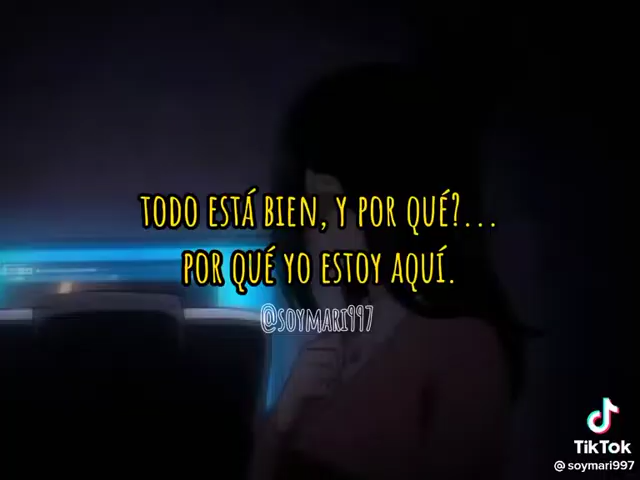 TODO ESTÁ BIEN, Y POR QUÉ?...
POR QUÉ YO ESTOY AQUÍ.
@SOYMARI997
TikTok
@soymari997